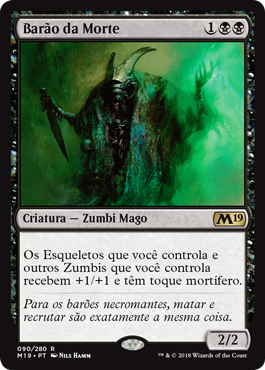 Barão da Morte 1
Criatura — Zumbi Mago M19
Os Esqueletos que você controla e
outros Zumbis que você controla
recebem +1/+1 e têm toque mortífero.
Para os barões necromantes, matar e
recrutar são exatamente a mesma coisa.
2/2
090/280 R
M19 • PT Nils Hamm ™ & © 2018 Wizards of the Coast